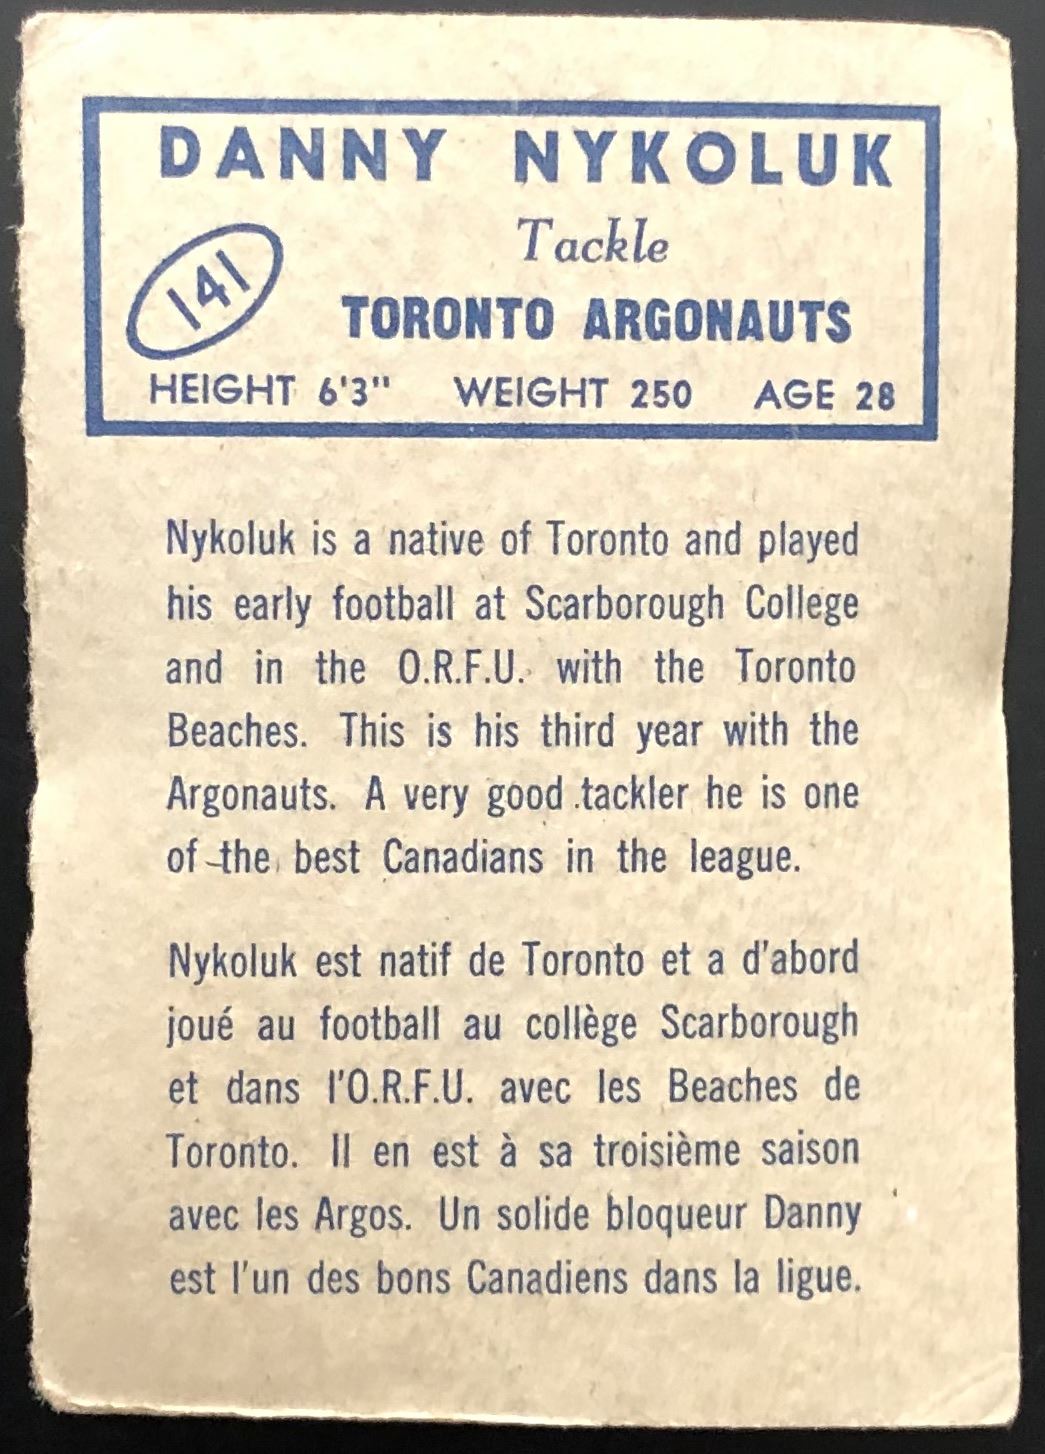 DANNY NYKOLUK
Tackle
141
TORONTO ARGONAUTS
HEIGHT 6'3" WEIGHT 250 AGE 28
Nykoluk is a native of Toronto and played
his early football at Scarborough College
and in the O.R.F.U. with the Toronto
Beaches. This is his third year with the
Argonauts. A very good tackler he is one
of the best Canadians in the league.
Nykoluk est natif de Toronto et a d'abord
joué au football au collège Scarborough
et dans l'O.R.F.U. avec les Beaches de
Toronto. Il en est à sa troisième saison
avec les Argos. Un solide bloqueur Danny
est l'un des bons Canadiens dans la ligue.